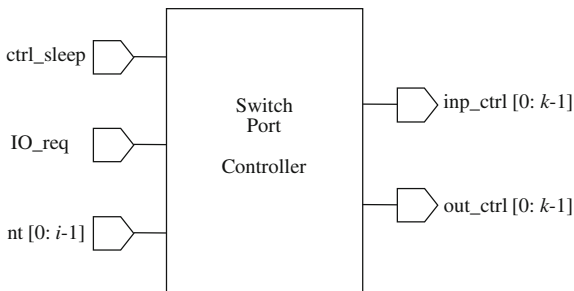 ctrl_sleep
IO_req
nt [0: i-1]
Switch
Port
Controller
inp_ctrl [0: k-1]
out_ctrl [0: k-1]